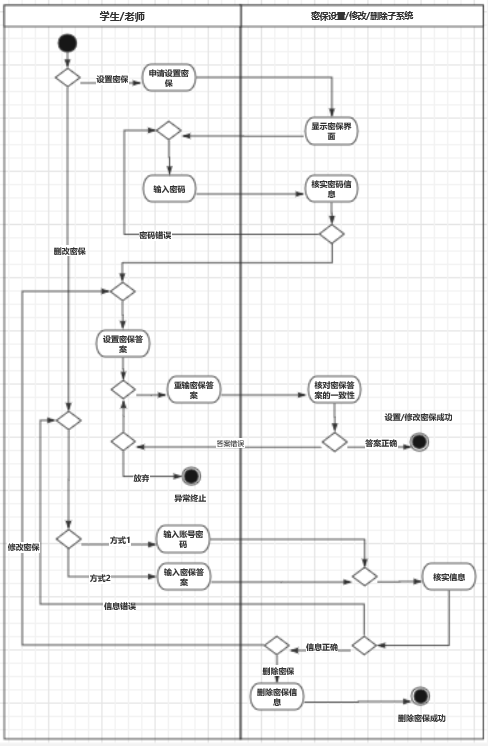 学生/老师
密保设置/修改/删除子系统
设置密保
申请设置密
保
显示密保界
面
输入密码
核实密码信
息
密码错误
删改密保
设置密保答
案
重输密保答
案
核对密保答
案的一致性
设置/修改密保成功
答案错误
答案正确
放弃
异常终止
方式1
输入账号密
码
修改密保
方式2
输入密保答
案
核实信息
信息错误
信息正确
删除密保
删除密保信
息
删除密保成功